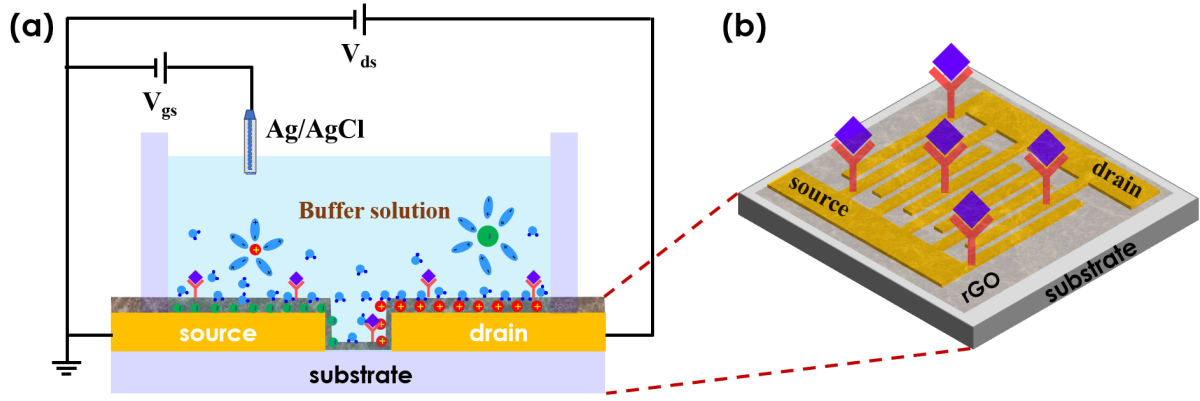 (a)
V_ds
V_gs
Ag/AgCl
Buffer solution
source
drain
substrate
(b)
source
drain
rGO
substrate